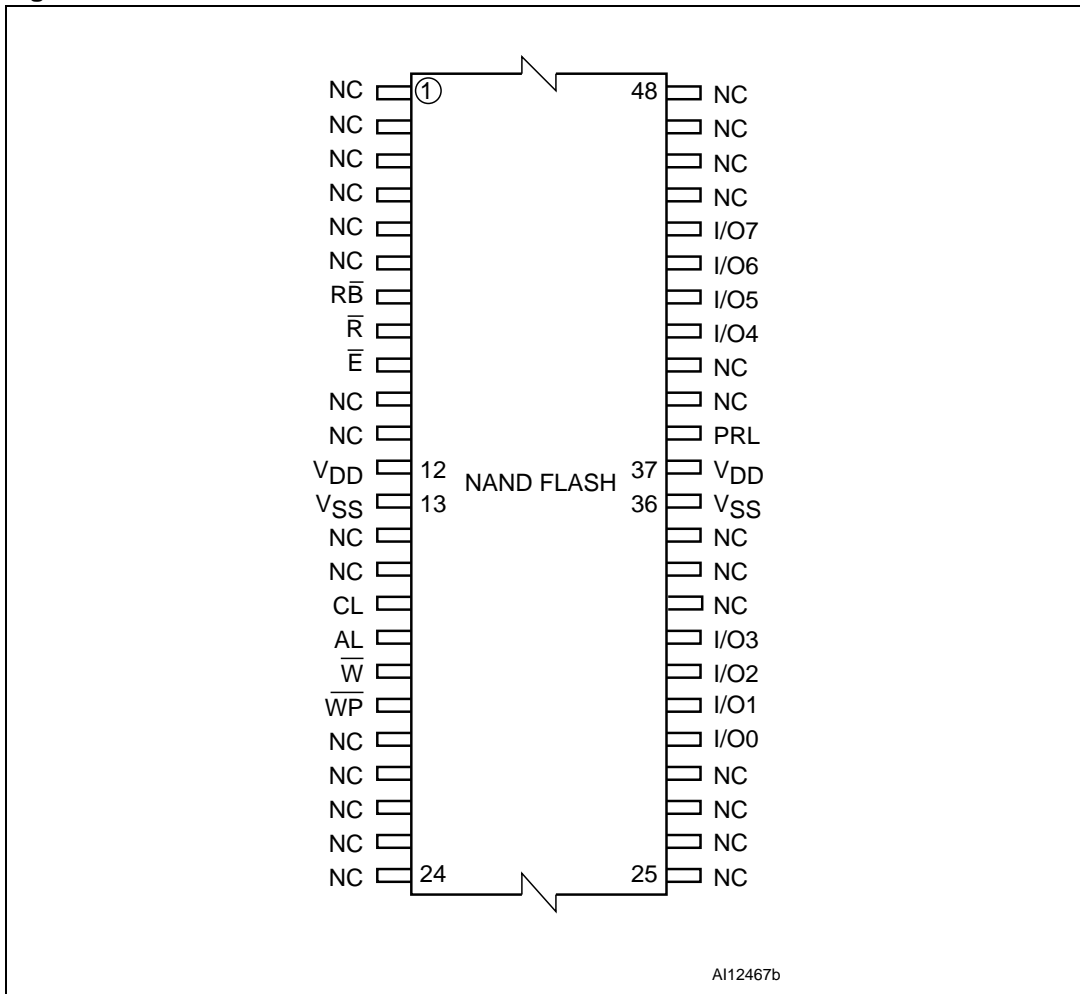 NC 1 48 NC
NC NC
NC NC
NC NC
NC I/O7
NC I/O6
RB̅ I/O5
R̅ I/O4
E̅ NC
NC NC
NC PRL
VDD 12 NAND FLASH 37 VDD
VSS 13 36 VSS
NC NC
NC NC
CL NC
AL I/O3
W̅ I/O2
W̅P̅ I/O1
NC I/O0
NC NC
NC NC
NC NC
NC 24 25 NC
AI12467b